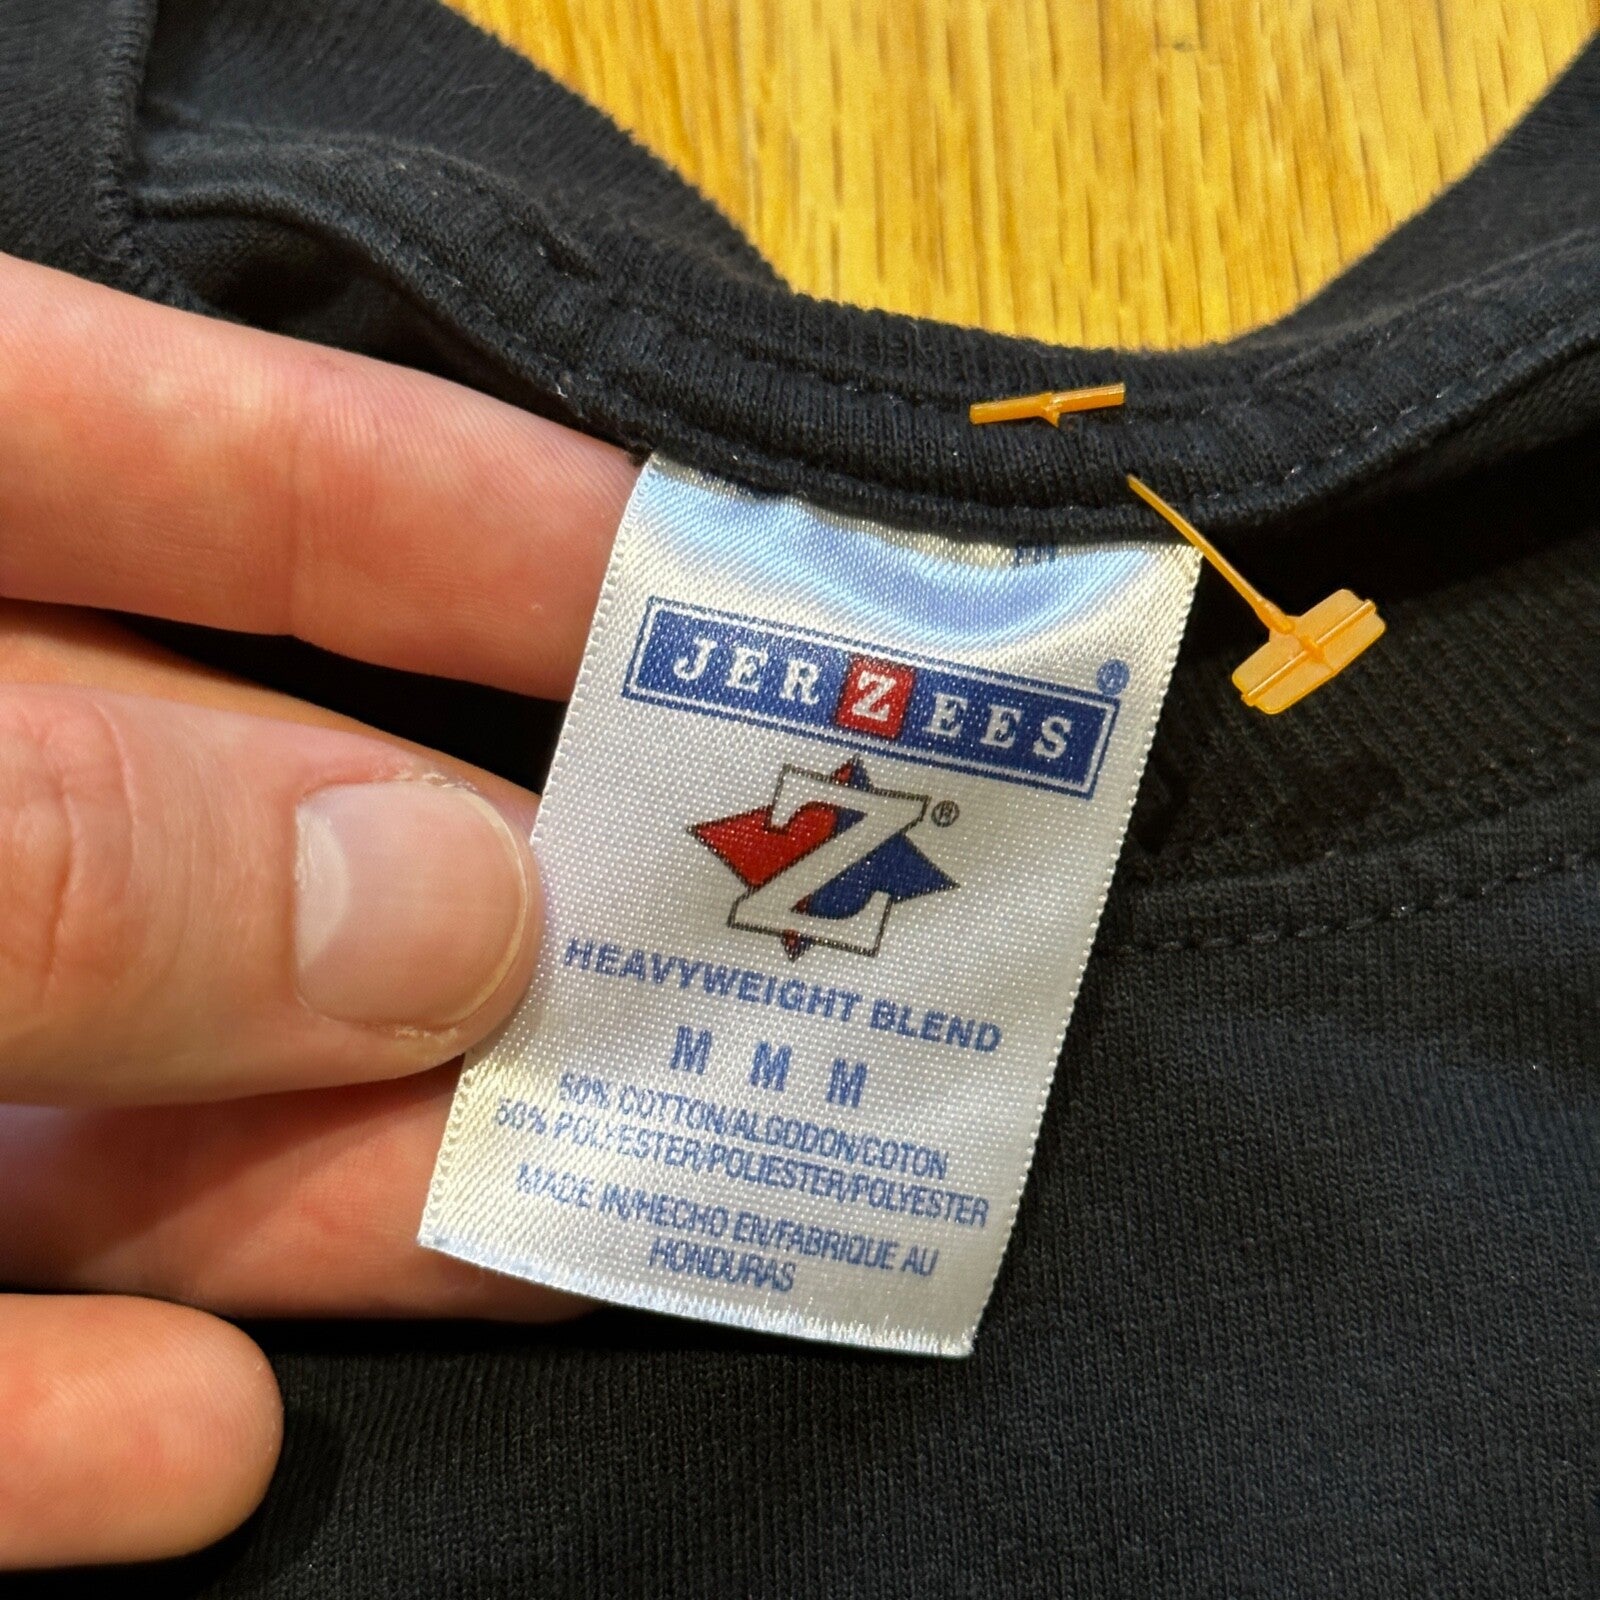 JERZEES®
Z®
HEAVYWEIGHT BLEND
M M M
50% COTTON/ALGODON/COTON
50% POLYESTER/POLIESTER/POLYESTER
MADE IN/HECHO EN/FABRIQUE AU
HONDURAS